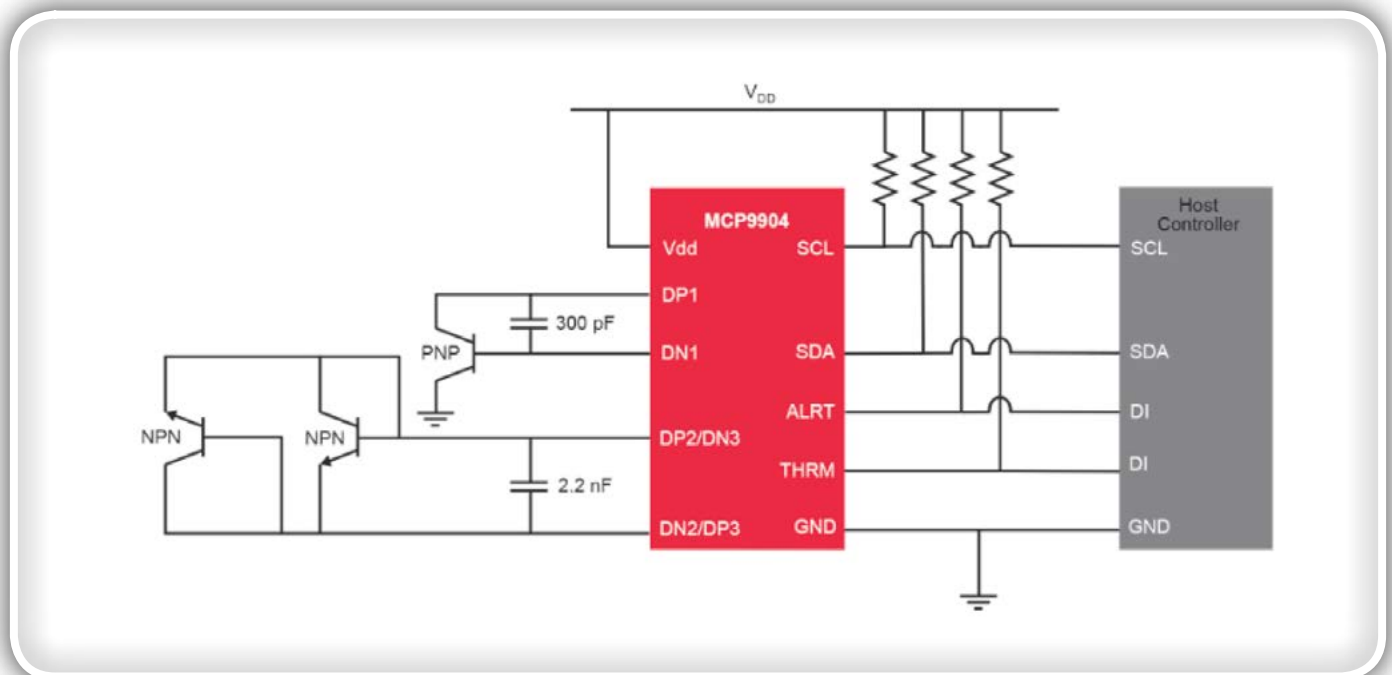 V_DD
MCP9904
Vdd
SCL
DP1
300 pF
DN1
PNP
SDA
ALRT
NPN
NPN
DP2/DN3
THRM
2.2 nF
DN2/DP3
GND
Host
Controller
SCL
SDA
DI
DI
GND